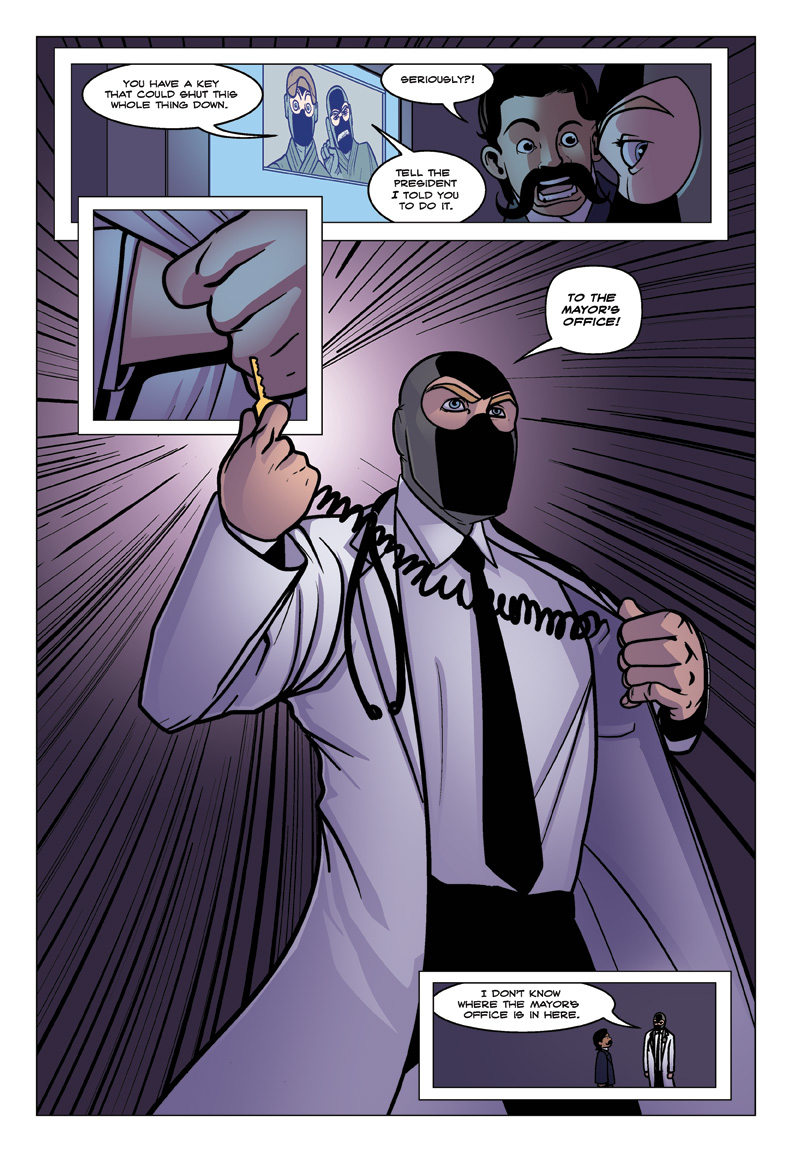 YOU HAVE A KEY
THAT COULD SHUT THIS
WHOLE THING DOWN.
TELL THE
PRESIDENT
I TOLD YOU
TO DO IT.
SERIOUSLY?!
TO THE
MAYOR'S
OFFICE!
I DON'T KNOW
WHERE THE MAYOR'S
OFFICE IS IN HERE.